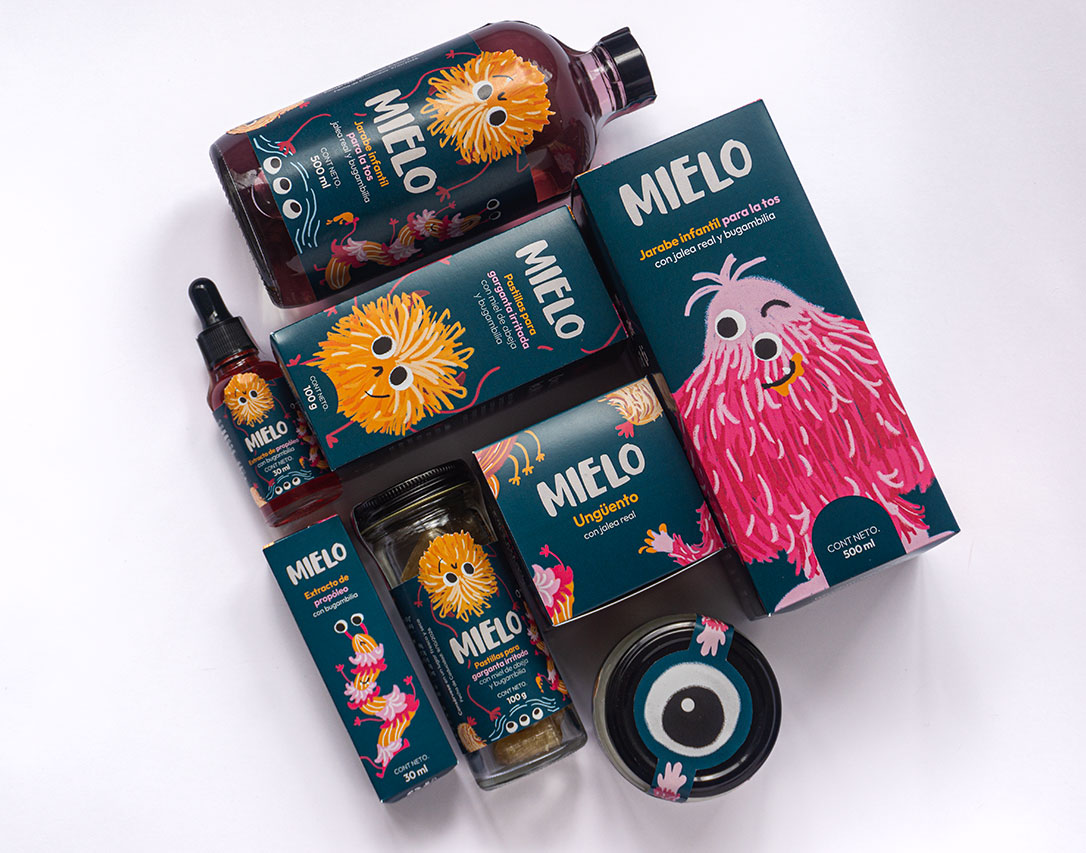 MIELO
Jarabe infantil
para la tos
jalea real y bugambilia
CONT NETO.
500 ml
MIELO
Jarabe infantil para la tos
con jalea real y bugambilia
CONT NETO.
500 ml
MIELO
Pastillas para
garganta irritada
con miel de abeja
y bugambilia
CONT NETO.
100 g
MIELO
Extracto de propóleo
con bugambilia
CONT NETO.
30 ml
MIELO
Ungüento
con jalea real
MIELO
Extracto de
propóleo
con bugambilia
CONT NETO.
30 ml
MIELO
Pastillas para
garganta irritada
con miel de abeja
y bugambilia
CONT NETO.
100 g